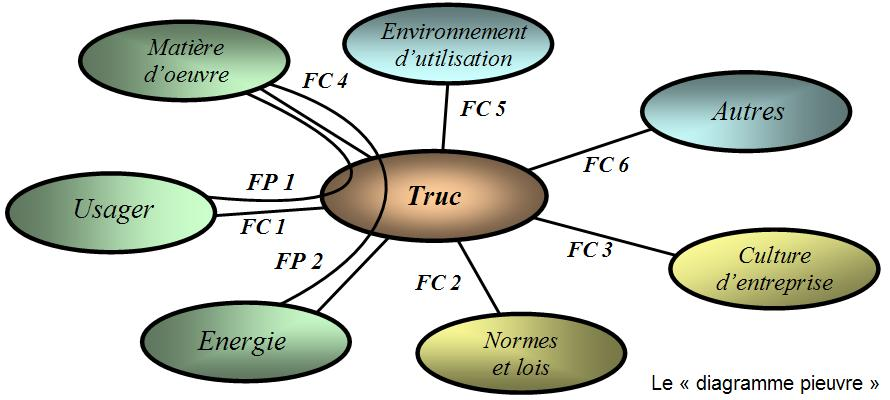 Matière
d'oeuvre
Environnement
d'utilisation
FC 4
FC 5
Autres
FC 6
FP 1
Truc
Usager
FC 1
FP 2
FC 3
Culture
d'entreprise
FC 2
Energie
Normes
et lois
Le « diagramme pieuvre »